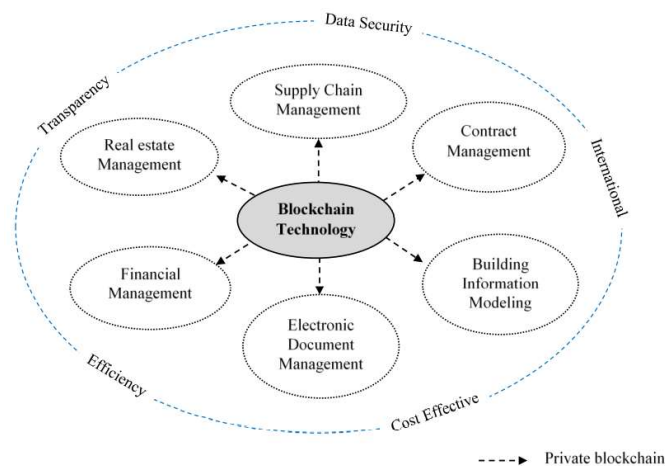 Data Security
Transparency
Supply Chain
Management
Contract
Management
Real estate
Management
International
Blockchain
Technology
Financial
Management
Building
Information
Modeling
Electronic
Document
Management
Efficiency
Cost Effective
Private blockchain